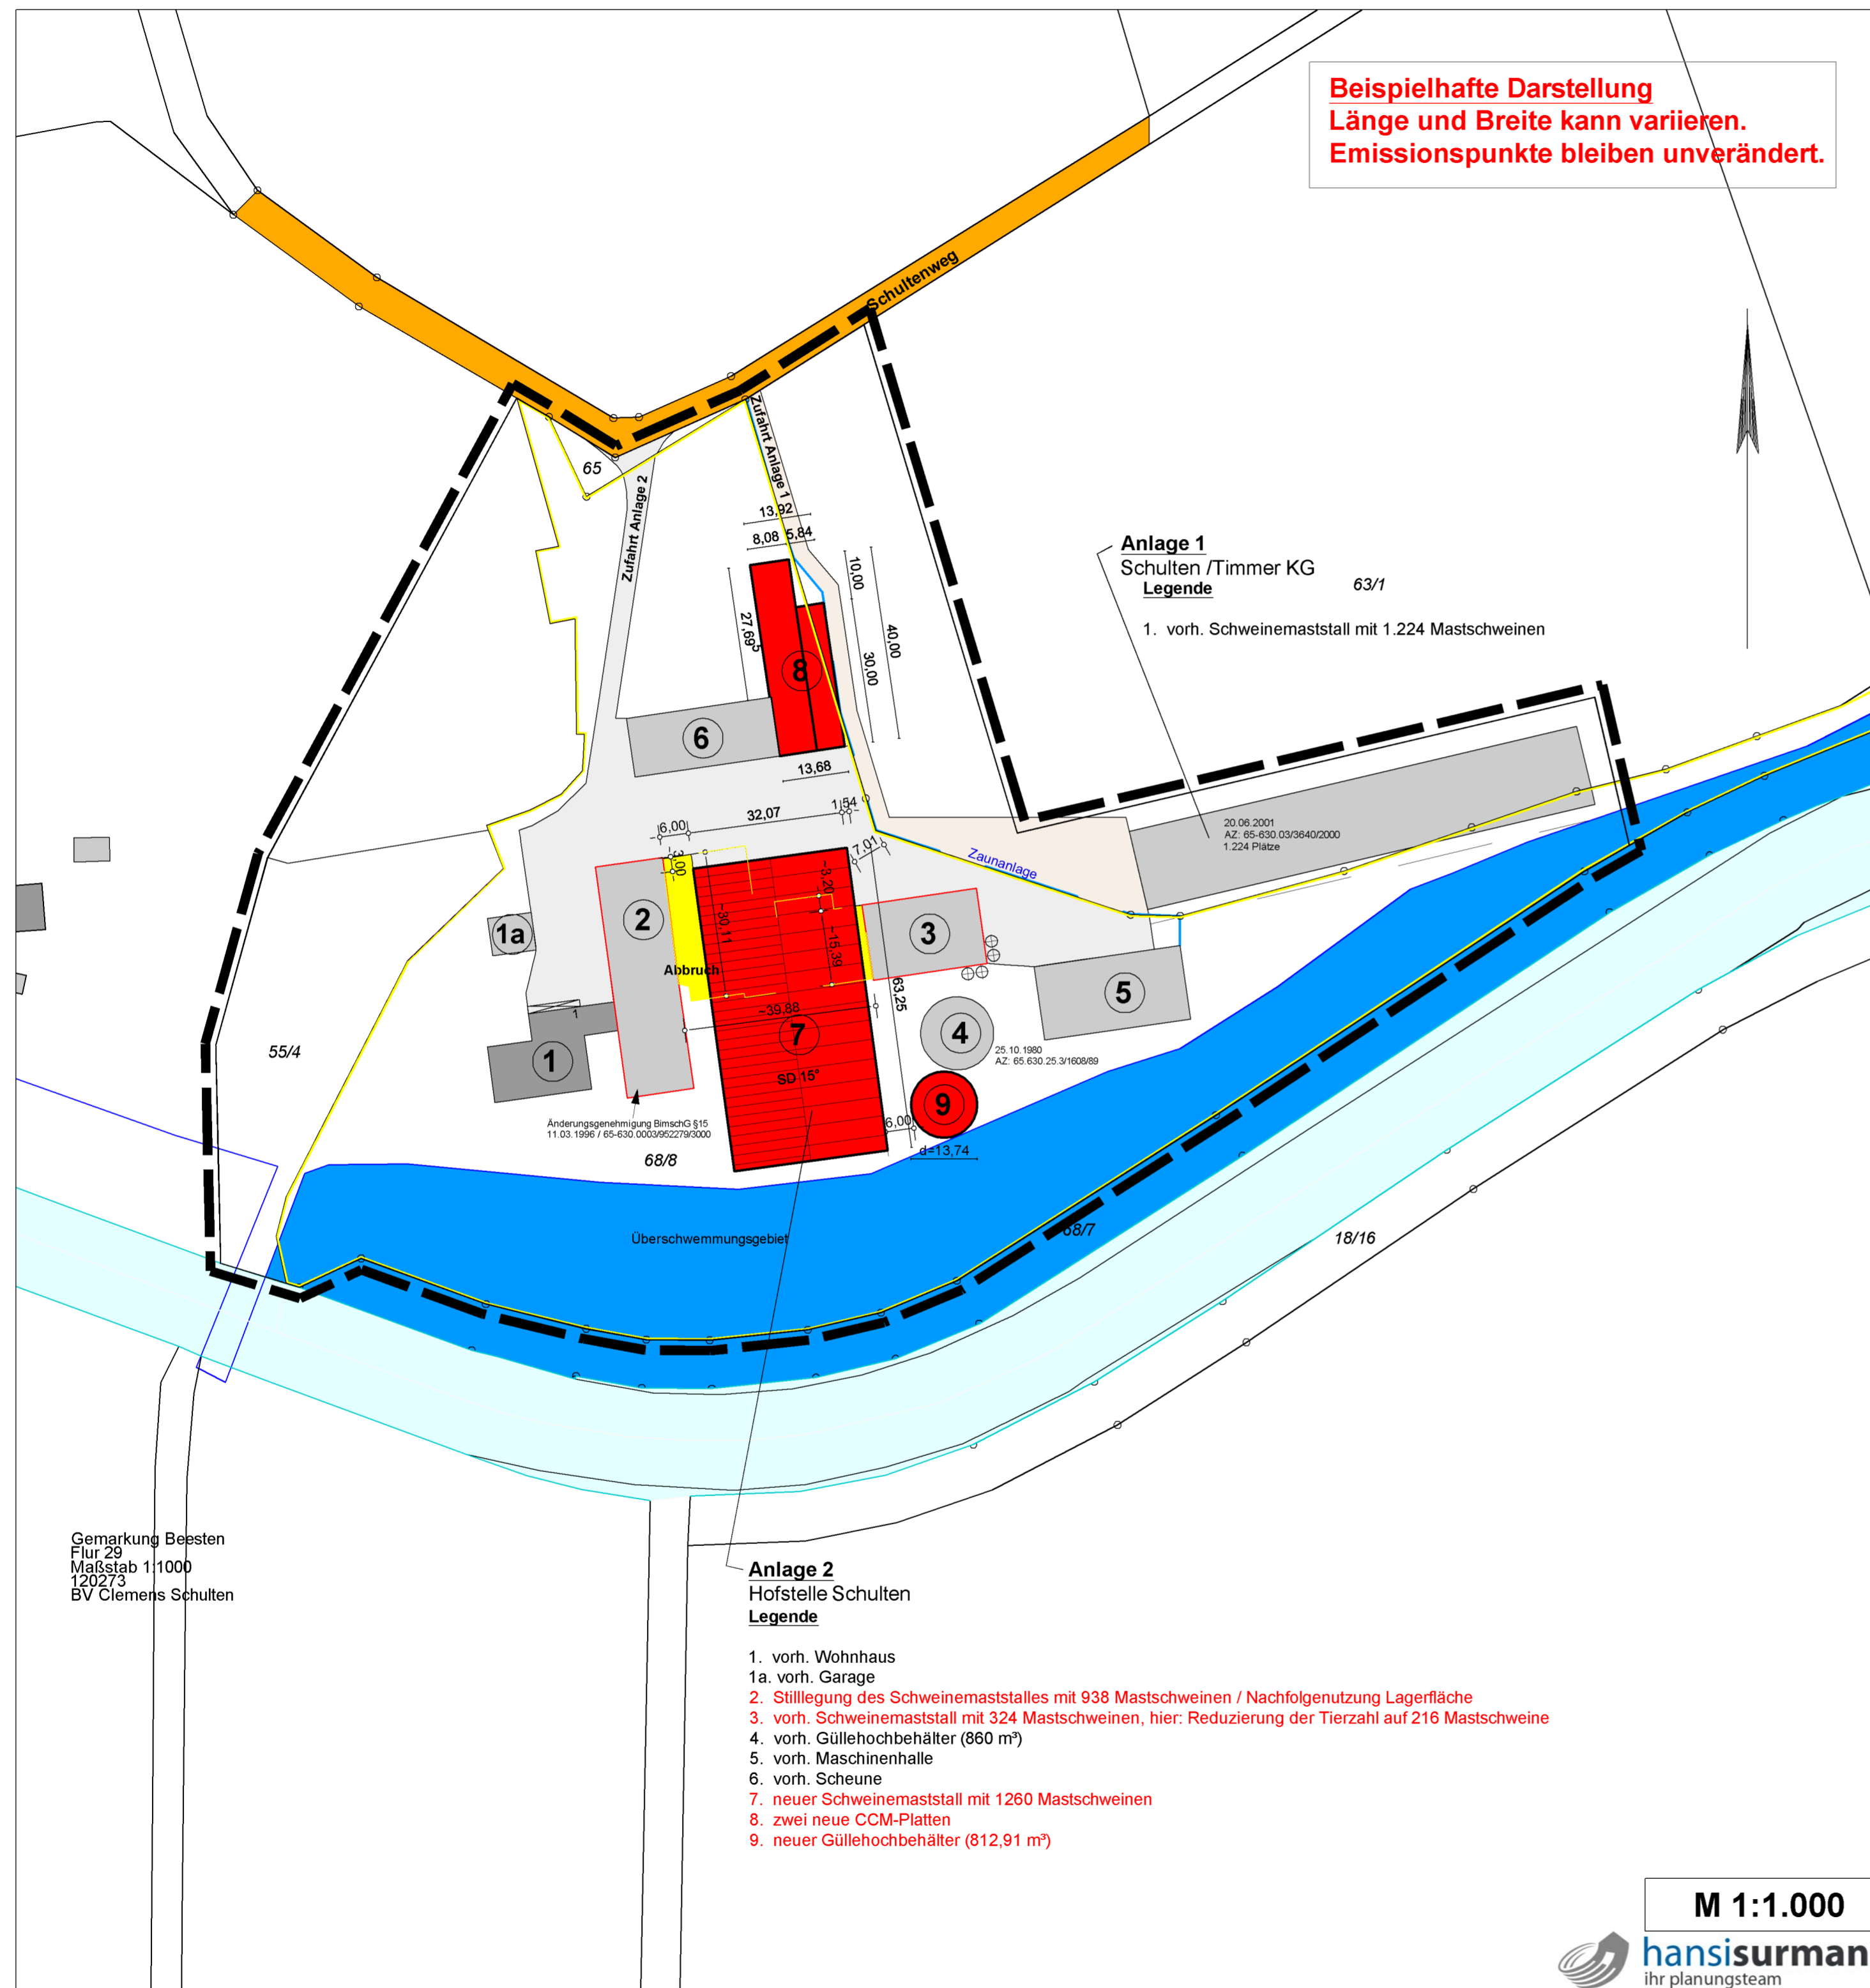 Beispielhafte Darstellung
Länge und Breite kann variieren.
Emissionspunkte bleiben unverändert.
Schultenweg
65
Zufahrt Anlage 2
Zufahrt Anlage 1
13,92
8,08
5,84
10,00
40,00
27,69⁵
30,00
8
6
13,68
Anlage 1
Schulten /Timmer KG
Legende
63/1
1. vorh. Schweinemaststall mit 1.224 Mastschweinen
20.06.2001
AZ: 65-630.03/3640/2000
1.224 Plätze
Zaunanlage
6,00
32,07
1,54
7,01
3,00
~3,20
~30,11
~15,39
2
1a
3
Abbruch
63,25
~39,88
7
SD 15°
4
5
25.10.1980
AZ: 65.630.25.3/1608/89
1
1
55/4
9
6,00
d=13,74
Änderungsgenehmigung BimschG §15
11.03.1996 / 65-630.0003/952279/3000
68/8
Überschwemmungsgebiet
68/7
18/16
Gemarkung Beesten
Flur 29
Maßstab 1:1000
120273
BV Clemens Schulten
Anlage 2
Hofstelle Schulten
Legende
1. vorh. Wohnhaus
1a. vorh. Garage
2. Stilllegung des Schweinemaststalles mit 938 Mastschweinen / Nachfolgenutzung Lagerfläche
3. vorh. Schweinemaststall mit 324 Mastschweinen, hier: Reduzierung der Tierzahl auf 216 Mastschweine
4. vorh. Güllehochbehälter (860 m³)
5. vorh. Maschinenhalle
6. vorh. Scheune
7. neuer Schweinemaststall mit 1260 Mastschweinen
8. zwei neue CCM-Platten
9. neuer Güllehochbehälter (812,91 m³)
M 1:1.000
hansisurman
ihr planungsteam